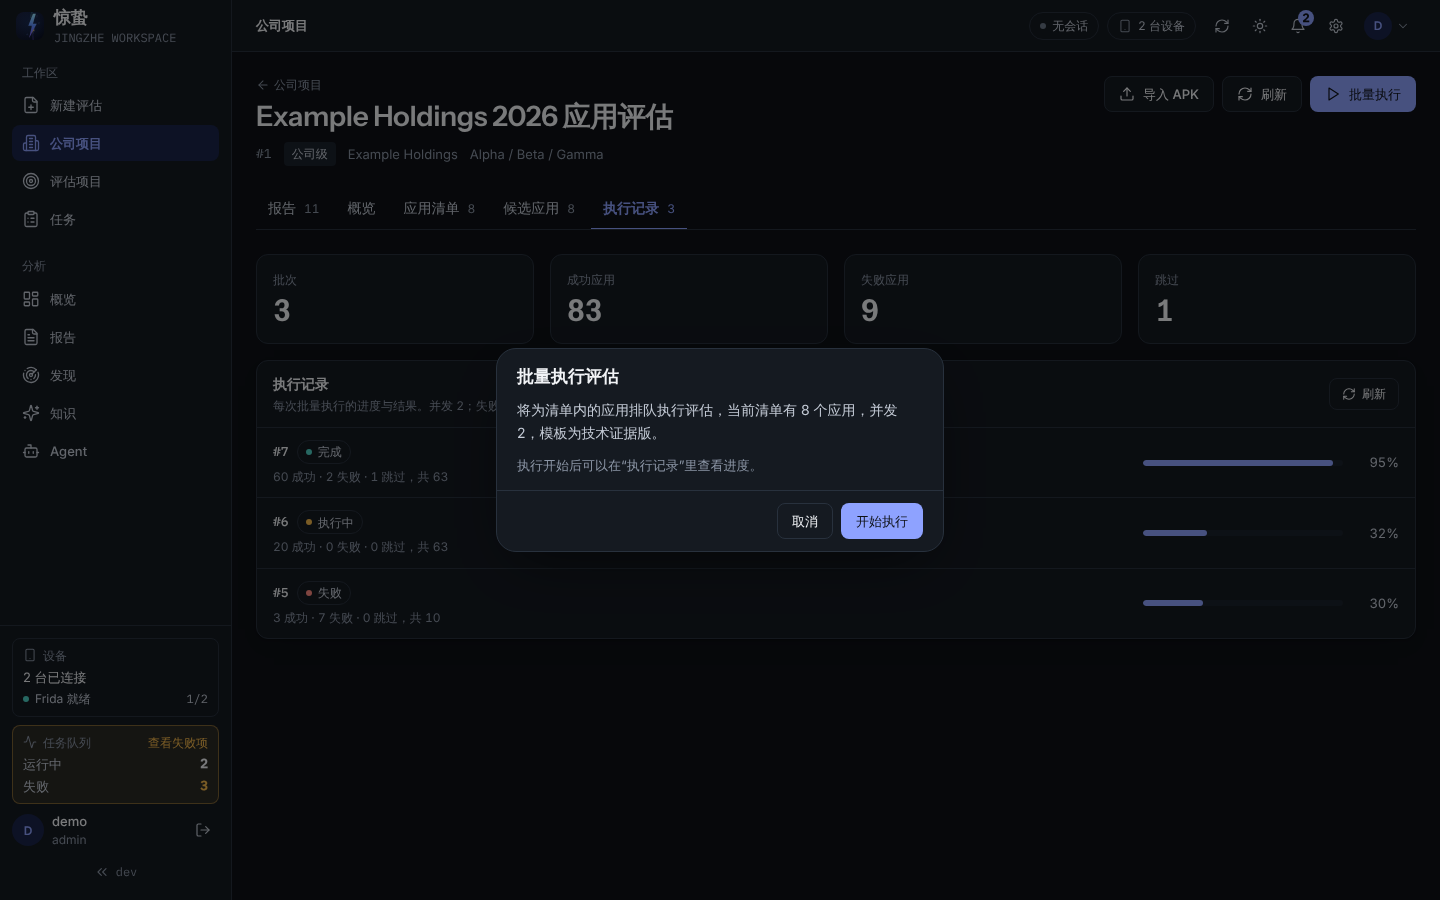 惊蛰
JINGZHE WORKSPACE
工作区
新建评估
公司项目
评估项目
任务
分析
概览
报告
发现
知识
Agent
设备
2 台已连接
Frida 就绪 1/2
任务队列 查看失败项
运行中 2
失败 3
D demo
admin
dev
公司项目
无会话
2 台设备
2
D
公司项目
Example Holdings 2026 应用评估
#1 公司级 Example Holdings Alpha / Beta / Gamma
导入 APK
刷新
批量执行
报告 11 概览 应用清单 8 候选应用 8 执行记录 3
批次
3
成功应用
83
失败应用
9
跳过
1
执行记录
每次批量执行的进度与结果。并发 2；失败
刷新
#7 完成
60 成功 · 2 失败 · 1 跳过，共 63
95%
#6 执行中
20 成功 · 0 失败 · 0 跳过，共 63
32%
#5 失败
3 成功 · 7 失败 · 0 跳过，共 10
30%
批量执行评估
将为清单内的应用排队执行评估，当前清单有 8 个应用，并发
2，模板为技术证据版。
执行开始后可以在“执行记录”里查看进度。
取消
开始执行